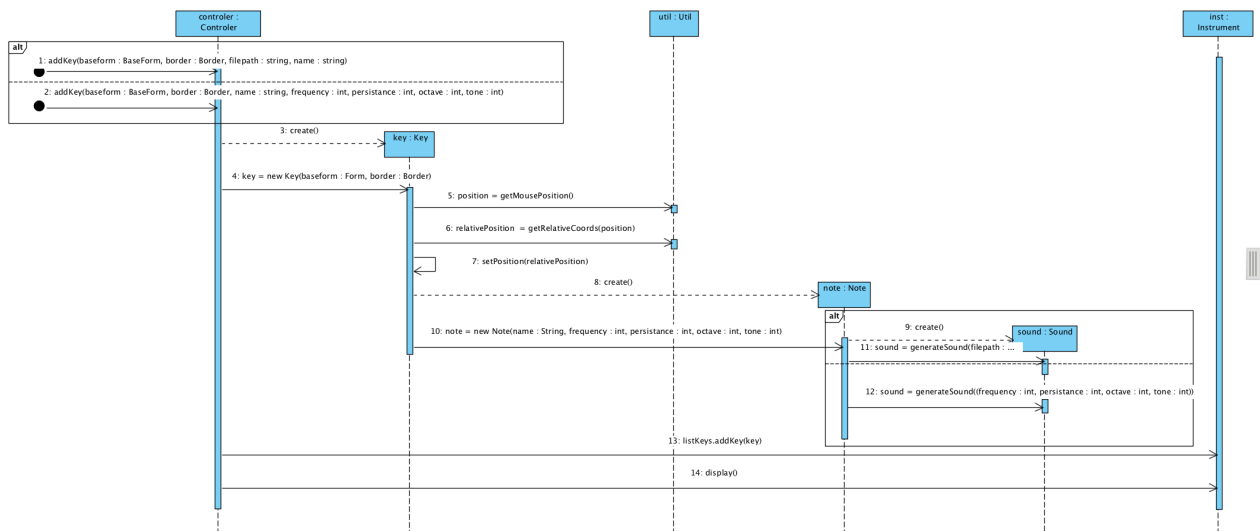 controler :
Controler
util : Util
inst :
Instrument
alt
1: addKey(baseform : BaseForm, border : Border, filepath : string, name : string)
2: addKey(baseform : BaseForm, border : Border, name : string, frequency : int, persistance : int, octave : int, tone : int)
3: create()
key : Key
4: key = new Key(baseform : Form, border : Border)
5: position = getMousePosition()
6: relativePosition = getRelativeCoords(position)
7: setPosition(relativePosition)
8: create()
note : Note
alt
9: create()
sound : Sound
10: note = new Note(name : String, frequency : int, persistance : int, octave : int, tone : int)
11: sound = generateSound(filepath : ...
12: sound = generateSound((frequency : int, persistance : int, octave : int, tone : int))
13: listKeys.addKey(key)
14: display()